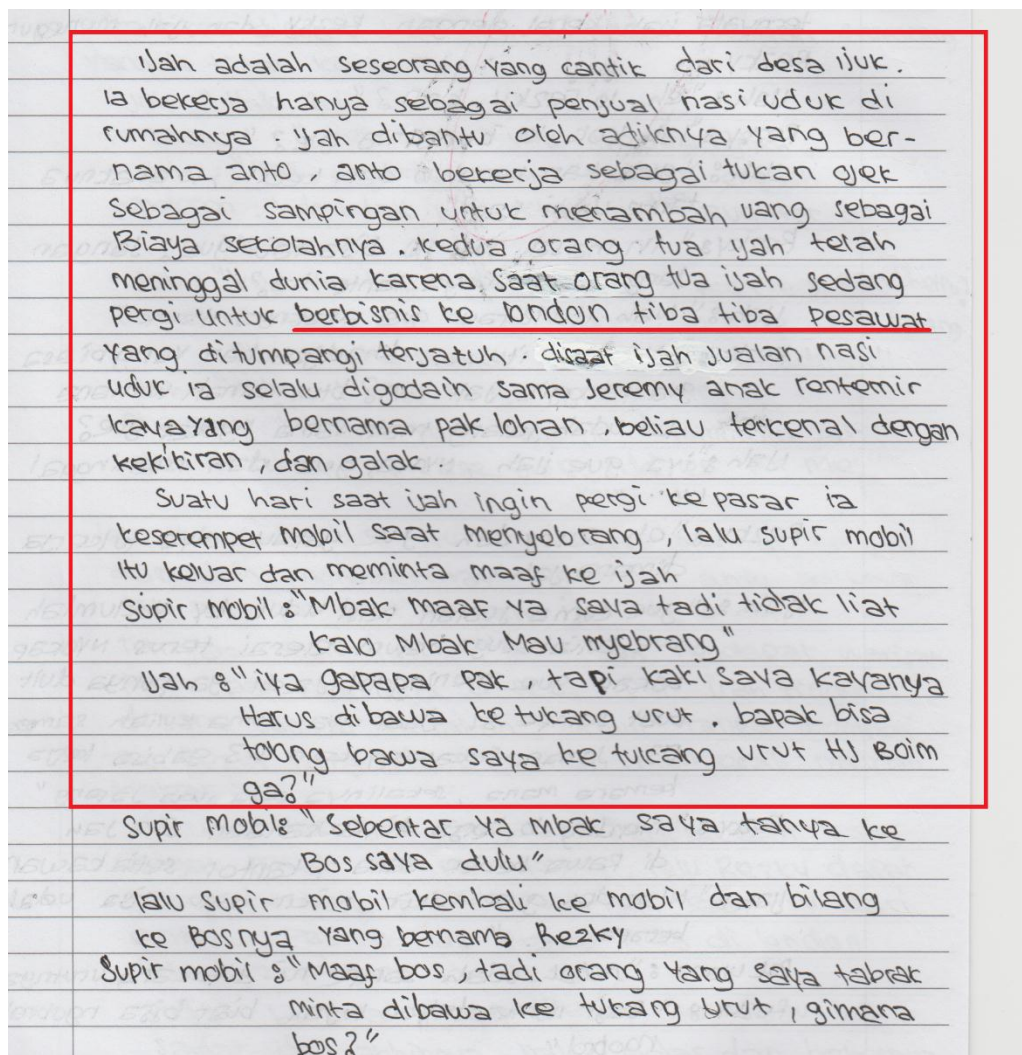 Ijah adalah seseorang yang cantik dari desa ijuk.
Ia bekerja hanya sebagai penjual nasi uduk di
rumahnya. ijah dibantu oleh adiknya yang ber-
nama anto, anto bekerja sebagai tukan ojek
sebagai sampingan untuk menambah uang sebagai
Biaya sekolahnya. kedua orang tua ijah telah
meninggal dunia karena saat orang tua ijah sedang
pergi untuk berbisnis ke london tiba tiba pesawat
yang ditumpangi terjatuh. disaat ijah jualan nasi
uduk ia selalu digodain sama Jeremy anak renternir
kaya yang bernama pak lohan, beliau terkenal dengan
kekikiran, dan galak.
Suatu hari saat ijah ingin pergi ke pasar ia
keserempet mobil saat menyebrang, lalu supir mobil
itu keluar dan meminta maaf ke ijah
Supir mobil : "Mbak maaf ya saya tadi tidak liat
kalo Mbak Mau nyebrang"
Ijah : "iya gapapa pak, tapi kaki saya kayanya
Harus dibawa ke tukang urut. bapak bisa
tolong bawa saya ke tukang urut HJ Boim
ga?"
Supir Mobil : "Sebentar ya mbak saya tanya ke
Bos saya dulu"
lalu supir mobil kembali ke mobil dan bilang
ke Bosnya yang bernama Rezky
Supir mobil : "Maaf bos tadi orang yang saya tabrak
minta dibawa ke tukang urut, gimana
bos?"